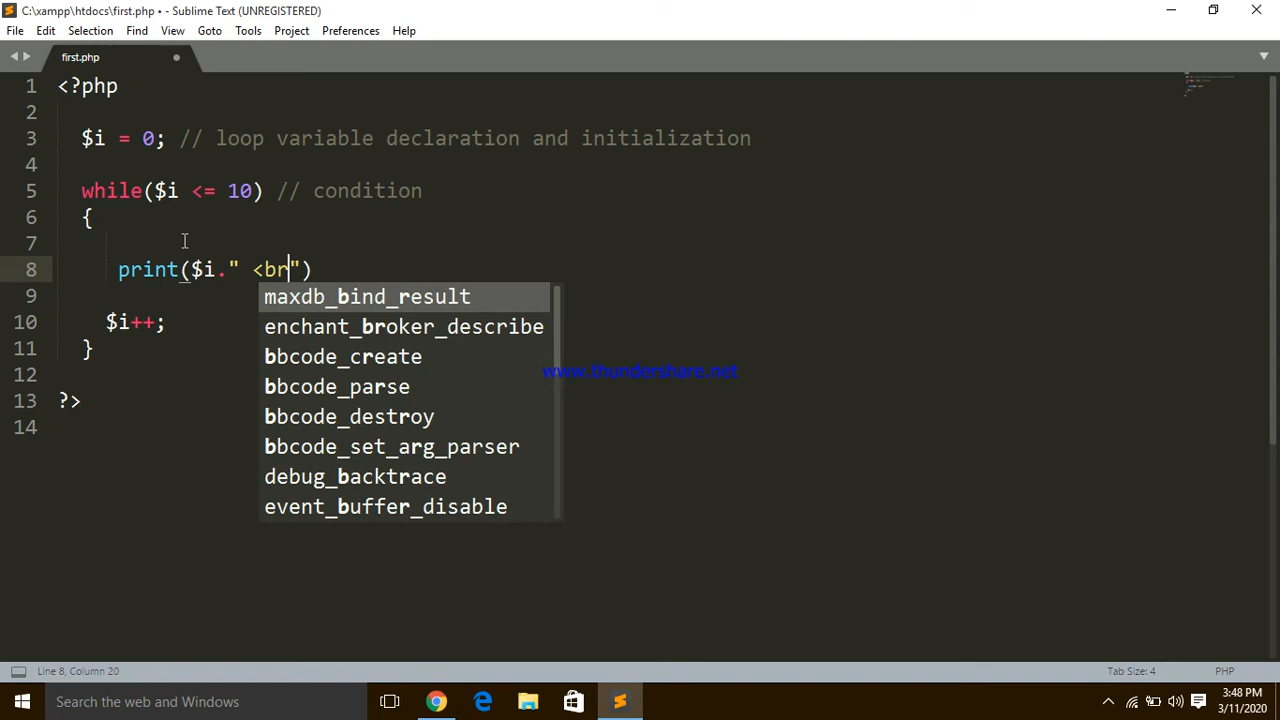 C:\xampp\htdocs\first.php • - Sublime Text (UNREGISTERED)
File Edit Selection Find View Goto Tools Project Preferences Help
first.php
1 <?php
2
3 $i = 0; // loop variable declaration and initialization
4
5 while($i <= 10) // condition
6 {
7
8 print($i." <br")
9
10 $i++;
11 }
12
13 ?>
14
maxdb_bind_result
enchant_broker_describe
bbcode_create
bbcode_parse
bbcode_destroy
bbcode_set_arg_parser
debug_backtrace
event_buffer_disable
www.thundershare.net
Line 8, Column 20 Tab Size: 4 PHP
Search the web and Windows
3:48 PM
3/11/2020